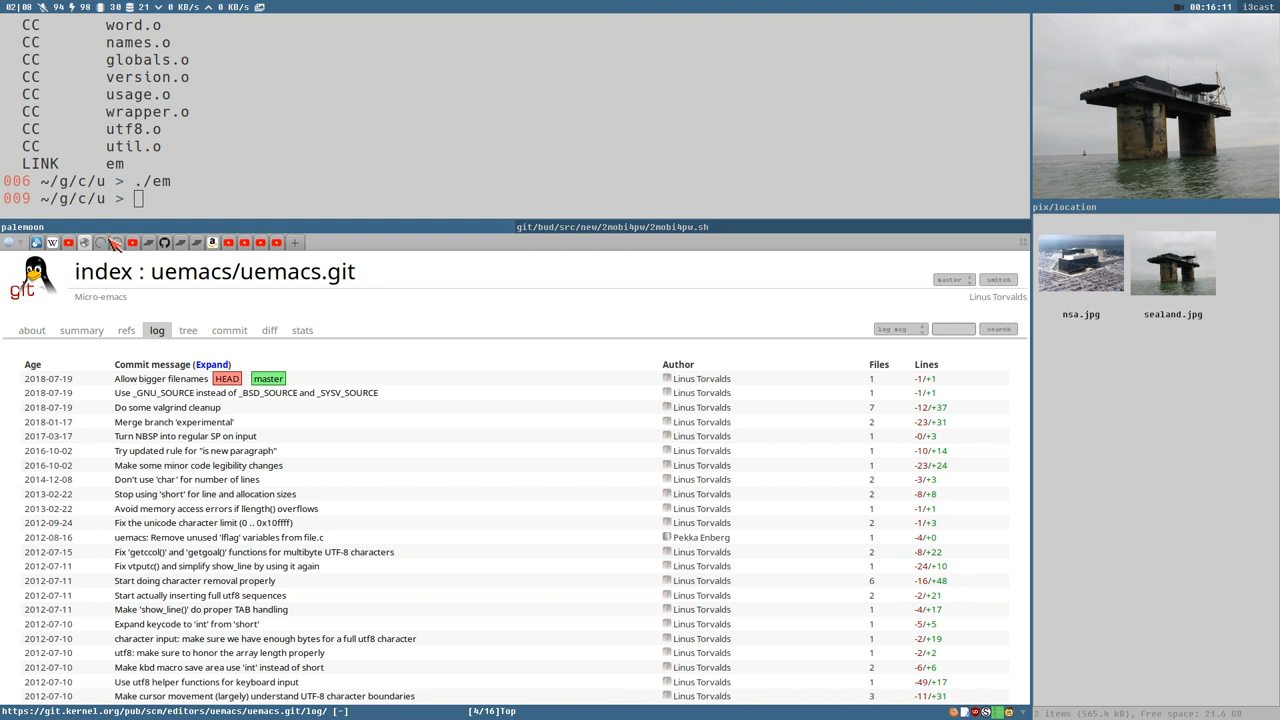 02|08 94 98 30 21 0 KB/s 0 KB/s 00:16:11 i3cast
CC word.o
CC names.o
CC globals.o
CC version.o
CC usage.o
CC wrapper.o
CC utf8.o
CC util.o
LINK em
006 ~/g/c/u > ./em
009 ~/g/c/u >
palemoon git/bud/src/new/2mobi4pw/2mobi4pw.sh
index : uemacs/uemacs.git
master switch
Micro-emacs Linus Torvalds
git
about summary refs log tree commit diff stats log msg search
Age Commit message (Expand) Author Files Lines
2018-07-19 Allow bigger filenames HEAD master Linus Torvalds 1 -1/+1
2018-07-19 Use _GNU_SOURCE instead of _BSD_SOURCE and _SYSV_SOURCE Linus Torvalds 1 -1/+1
2018-07-19 Do some valgrind cleanup Linus Torvalds 7 -12/+37
2018-01-17 Merge branch 'experimental' Linus Torvalds 2 -23/+31
2017-03-17 Turn NBSP into regular SP on input Linus Torvalds 1 -0/+3
2016-10-02 Try updated rule for "is new paragraph" Linus Torvalds 1 -10/+14
2016-10-02 Make some minor code legibility changes Linus Torvalds 1 -23/+24
2014-12-08 Don't use 'char' for number of lines Linus Torvalds 2 -3/+3
2013-02-22 Stop using 'short' for line and allocation sizes Linus Torvalds 2 -8/+8
2013-02-22 Avoid memory access errors if llength() overflows Linus Torvalds 1 -1/+1
2012-09-24 Fix the unicode character limit (0 .. 0x10ffff) Linus Torvalds 2 -1/+3
2012-08-16 uemacs: Remove unused 'lflag' variables from file.c Pekka Enberg 1 -4/+0
2012-07-15 Fix 'getccol()' and 'getgoal()' functions for multibyte UTF-8 characters Linus Torvalds 2 -8/+22
2012-07-11 Fix vtputc() and simplify show_line by using it again Linus Torvalds 1 -24/+10
2012-07-11 Start doing character removal properly Linus Torvalds 6 -16/+48
2012-07-11 Start actually inserting full utf8 sequences Linus Torvalds 2 -2/+21
2012-07-11 Make 'show_line()' do proper TAB handling Linus Torvalds 1 -4/+17
2012-07-10 Expand keycode to 'int' from 'short' Linus Torvalds 1 -5/+5
2012-07-10 character input: make sure we have enough bytes for a full utf8 character Linus Torvalds 1 -2/+19
2012-07-10 utf8: make sure to honor the array length properly Linus Torvalds 1 -2/+2
2012-07-10 Make kbd macro save area use 'int' instead of short Linus Torvalds 2 -6/+6
2012-07-10 Use utf8 helper functions for keyboard input Linus Torvalds 1 -49/+17
2012-07-10 Make cursor movement (largely) understand UTF-8 character boundaries Linus Torvalds 3 -11/+31
https://git.kernel.org/pub/scm/editors/uemacs/uemacs.git/log/ [-] [4/16]Top
pix/location
nsa.jpg sealand.jpg
2 items (565.4 kB), Free space: 21.6 GB